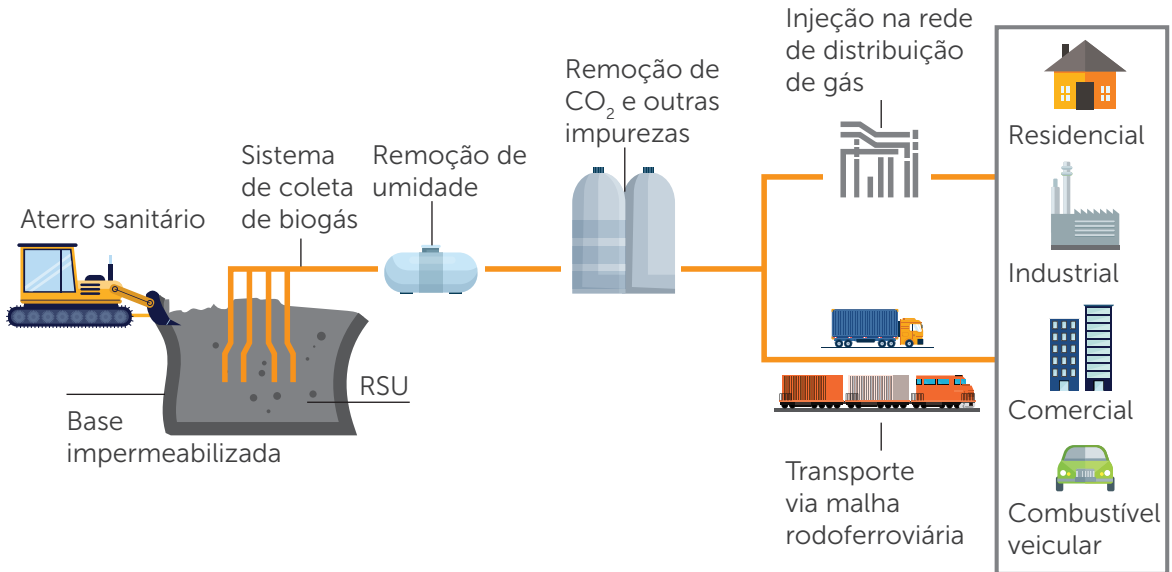 Aterro sanitário
Base
impermeabilizada
RSU
Sistema
de coleta
de biogás
Remoção de
umidade
Remoção de
CO₂ e outras
impurezas
Injeção na rede
de distribuição
de gás
Transporte
via malha
rodoferroviária
Residencial
Industrial
Comercial
Combustível
veicular